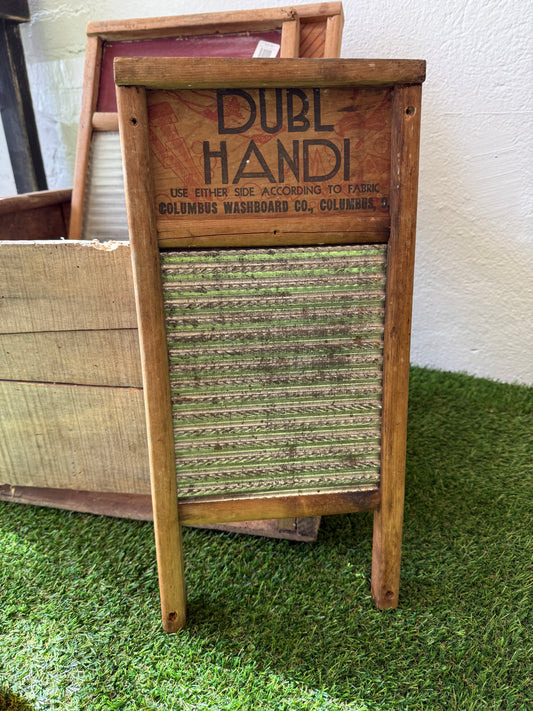 DUBL
HANDI
USE EITHER SIDE ACCORDING TO FABRIC
COLUMBUS WASHBOARD CO., COLUMBUS, O.